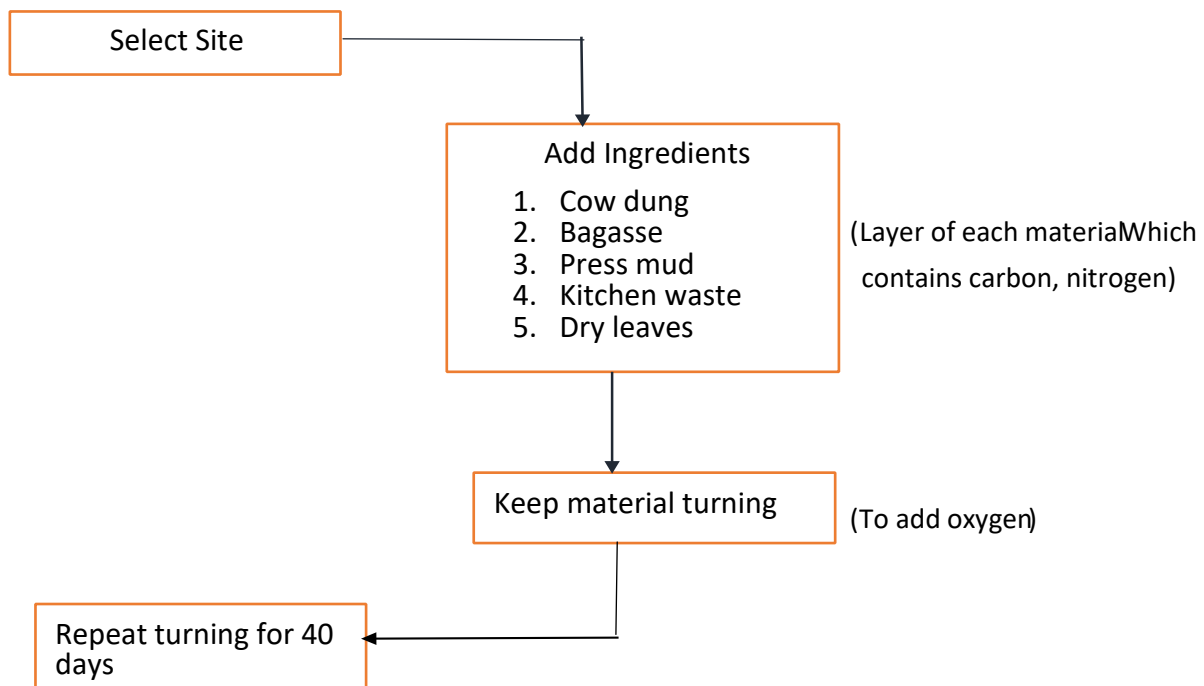 Select Site
Add Ingredients
1. Cow dung
2. Bagasse
3. Press mud
4. Kitchen waste
5. Dry leaves
(Layer of each materialWhich
contains carbon, nitrogen)
Keep material turning
(To add oxygen)
Repeat turning for 40
days